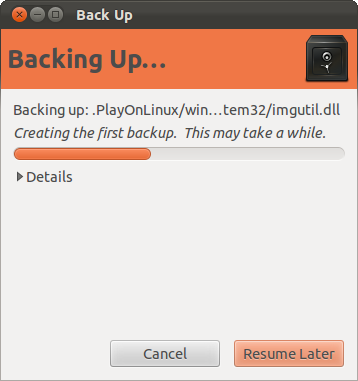 Back Up
Backing Up...
Backing up: .PlayOnLinux/win...tem32/imgutil.dll
Creating the first backup. This may take a while.
Details
Cancel
Resume Later